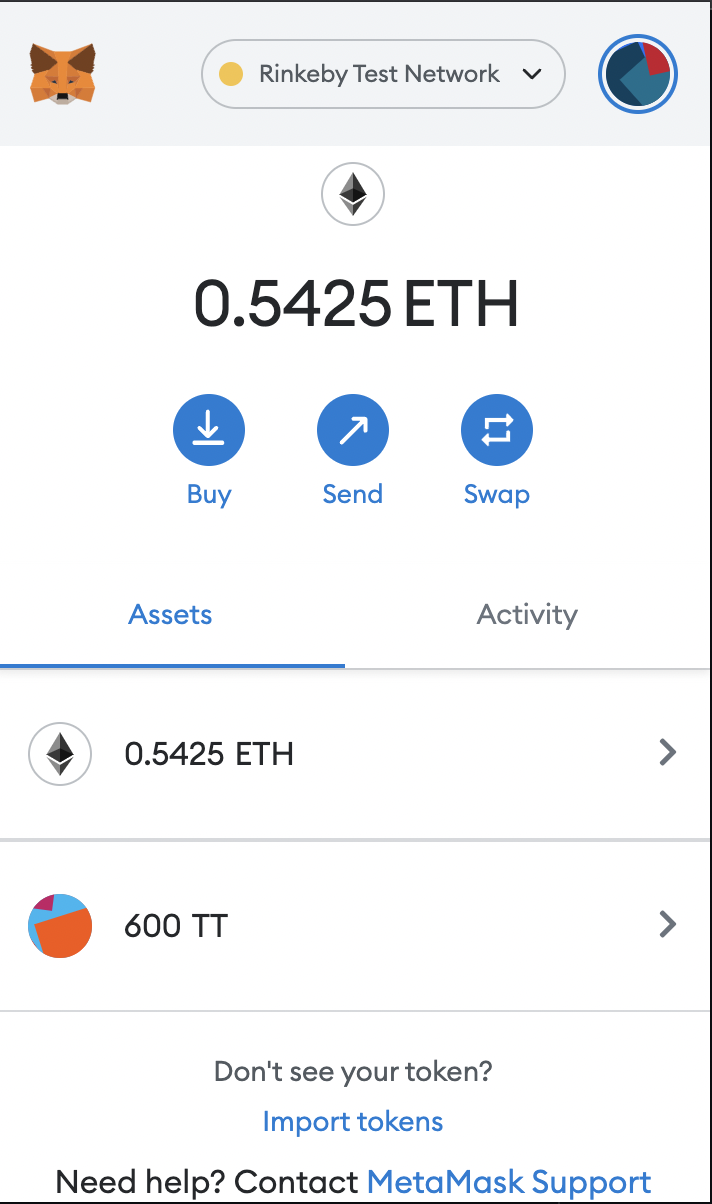 Rinkeby Test Network
0.5425 ETH
Buy Send Swap
Assets Activity
0.5425 ETH
600 TT
Don't see your token?
Import tokens
Need help? Contact MetaMask Support